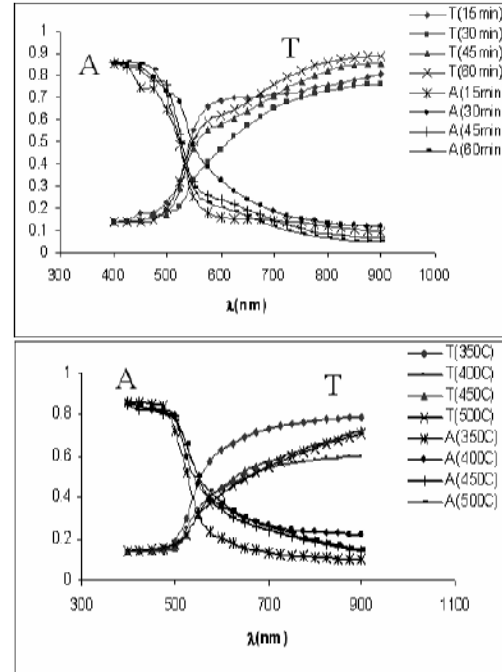 T
A
1
0.9
0.8
0.7
0.6
0.5
0.4
0.3
0.2
0.1
0
300 400 500 600 700 800 900 1000
λ(nm)
T(15 min)
T(30 min)
T(45 min)
T(60 min)
A(15min
A(30min
A(45min
A(60min
A T
1
0.8
0.6
0.4
0.2
0
300 500 700 900 1100
λ(nm)
T(350C)
T(400C)
T(450C)
T(500C)
A(350C)
A(400C)
A(450C)
A(500C)